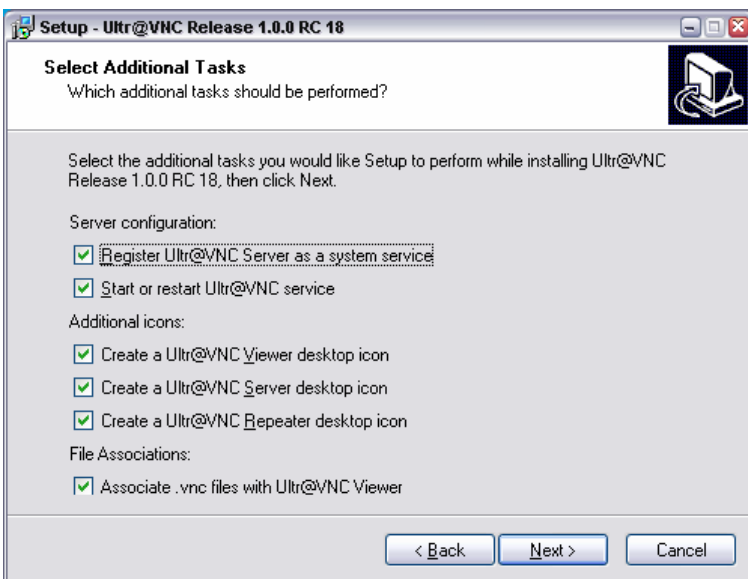 Setup - Ultr@VNC Release 1.0.0 RC 18
Select Additional Tasks
Which additional tasks should be performed?
Select the additional tasks you would like Setup to perform while installing Ultr@VNC
Release 1.0.0 RC 18, then click Next.
Server configuration:
Register Ultr@VNC Server as a system service
Start or restart Ultr@VNC service
Additional icons:
Create a Ultr@VNC Viewer desktop icon
Create a Ultr@VNC Server desktop icon
Create a Ultr@VNC Repeater desktop icon
File Associations:
Associate .vnc files with Ultr@VNC Viewer
< Back Next > Cancel